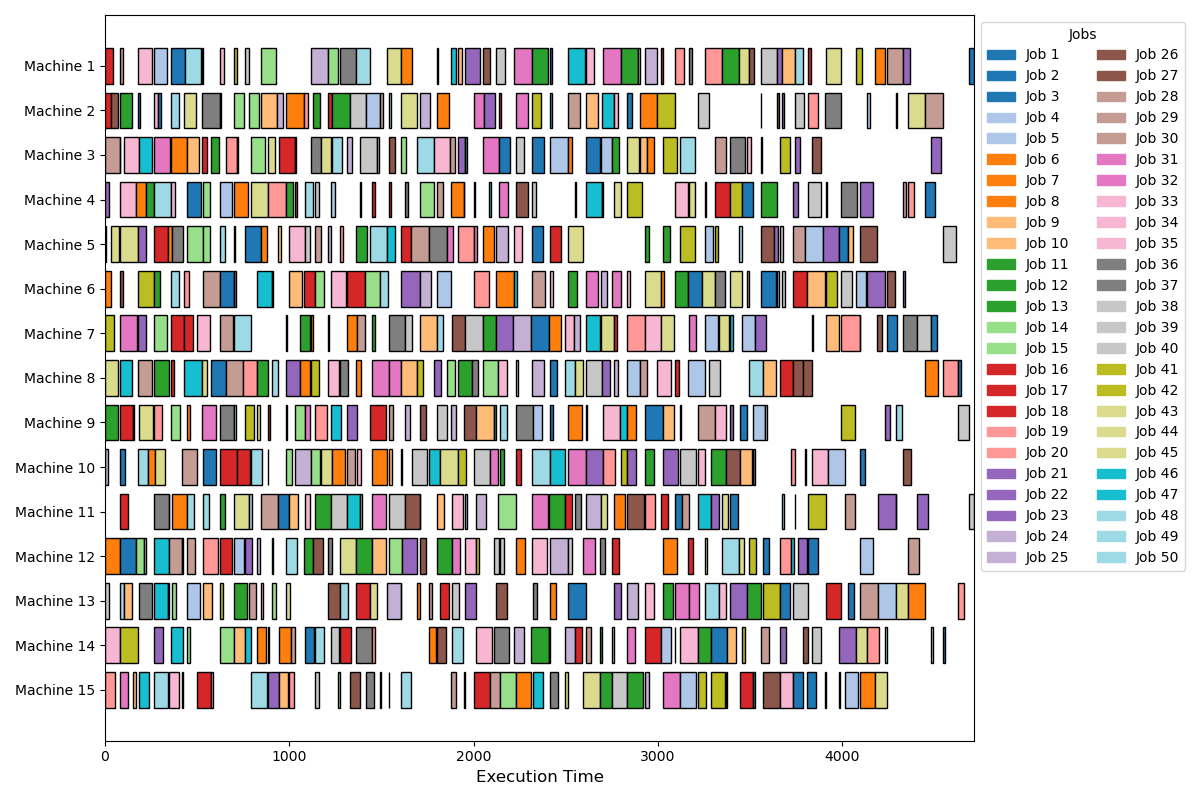 Machine 1
Machine 2
Machine 3
Machine 4
Machine 5
Machine 6
Machine 7
Machine 8
Machine 9
Machine 10
Machine 11
Machine 12
Machine 13
Machine 14
Machine 15
0 1000 2000 3000 4000
Execution Time
Jobs
Job 1
Job 2
Job 3
Job 4
Job 5
Job 6
Job 7
Job 8
Job 9
Job 10
Job 11
Job 12
Job 13
Job 14
Job 15
Job 16
Job 17
Job 18
Job 19
Job 20
Job 21
Job 22
Job 23
Job 24
Job 25
Job 26
Job 27
Job 28
Job 29
Job 30
Job 31
Job 32
Job 33
Job 34
Job 35
Job 36
Job 37
Job 38
Job 39
Job 40
Job 41
Job 42
Job 43
Job 44
Job 45
Job 46
Job 47
Job 48
Job 49
Job 50